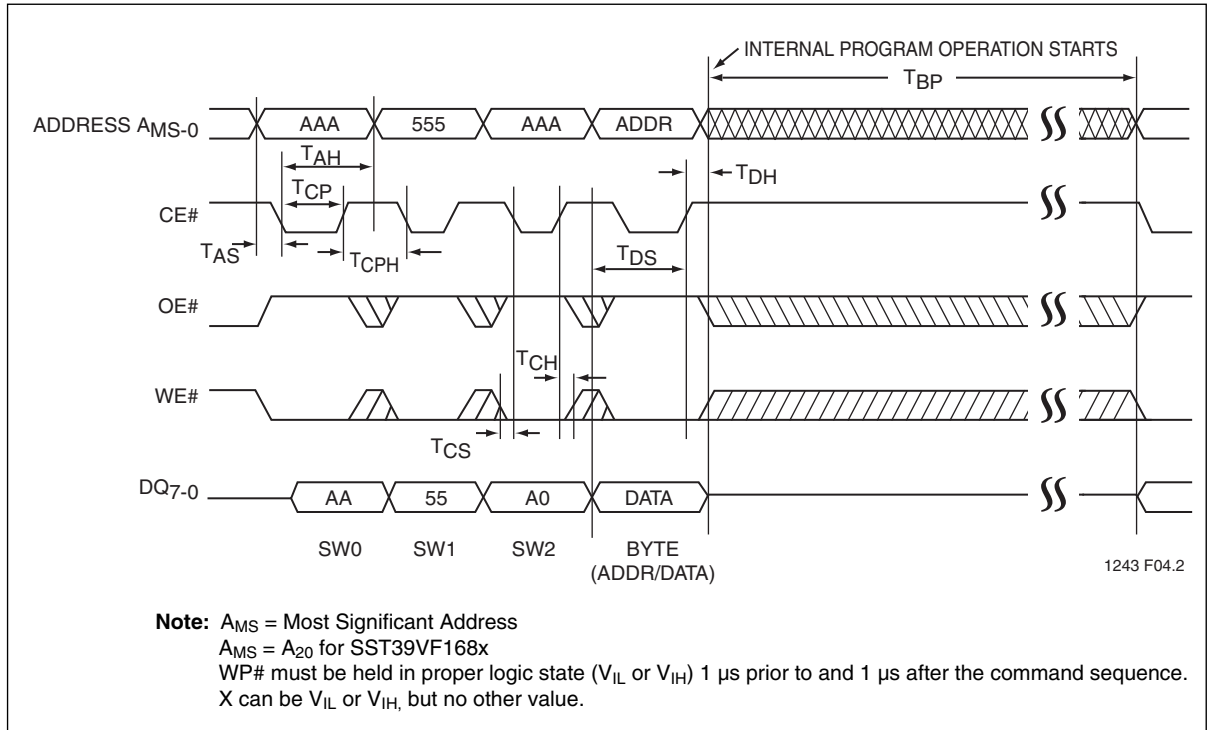 INTERNAL PROGRAM OPERATION STARTS
TBP
ADDRESS AMS-0
AAA
555
AAA
ADDR
TAH
TDH
TCP
CE#
TAS
TCPH
TDS
OE#
TCH
WE#
TCS
DQ7-0
AA
55
A0
DATA
SW0
SW1
SW2
BYTE
(ADDR/DATA)
1243 F04.2
Note: AMS = Most Significant Address
AMS = A20 for SST39VF168x
WP# must be held in proper logic state (VIL or VIH) 1 µs prior to and 1 µs after the command sequence.
X can be VIL or VIH, but no other value.